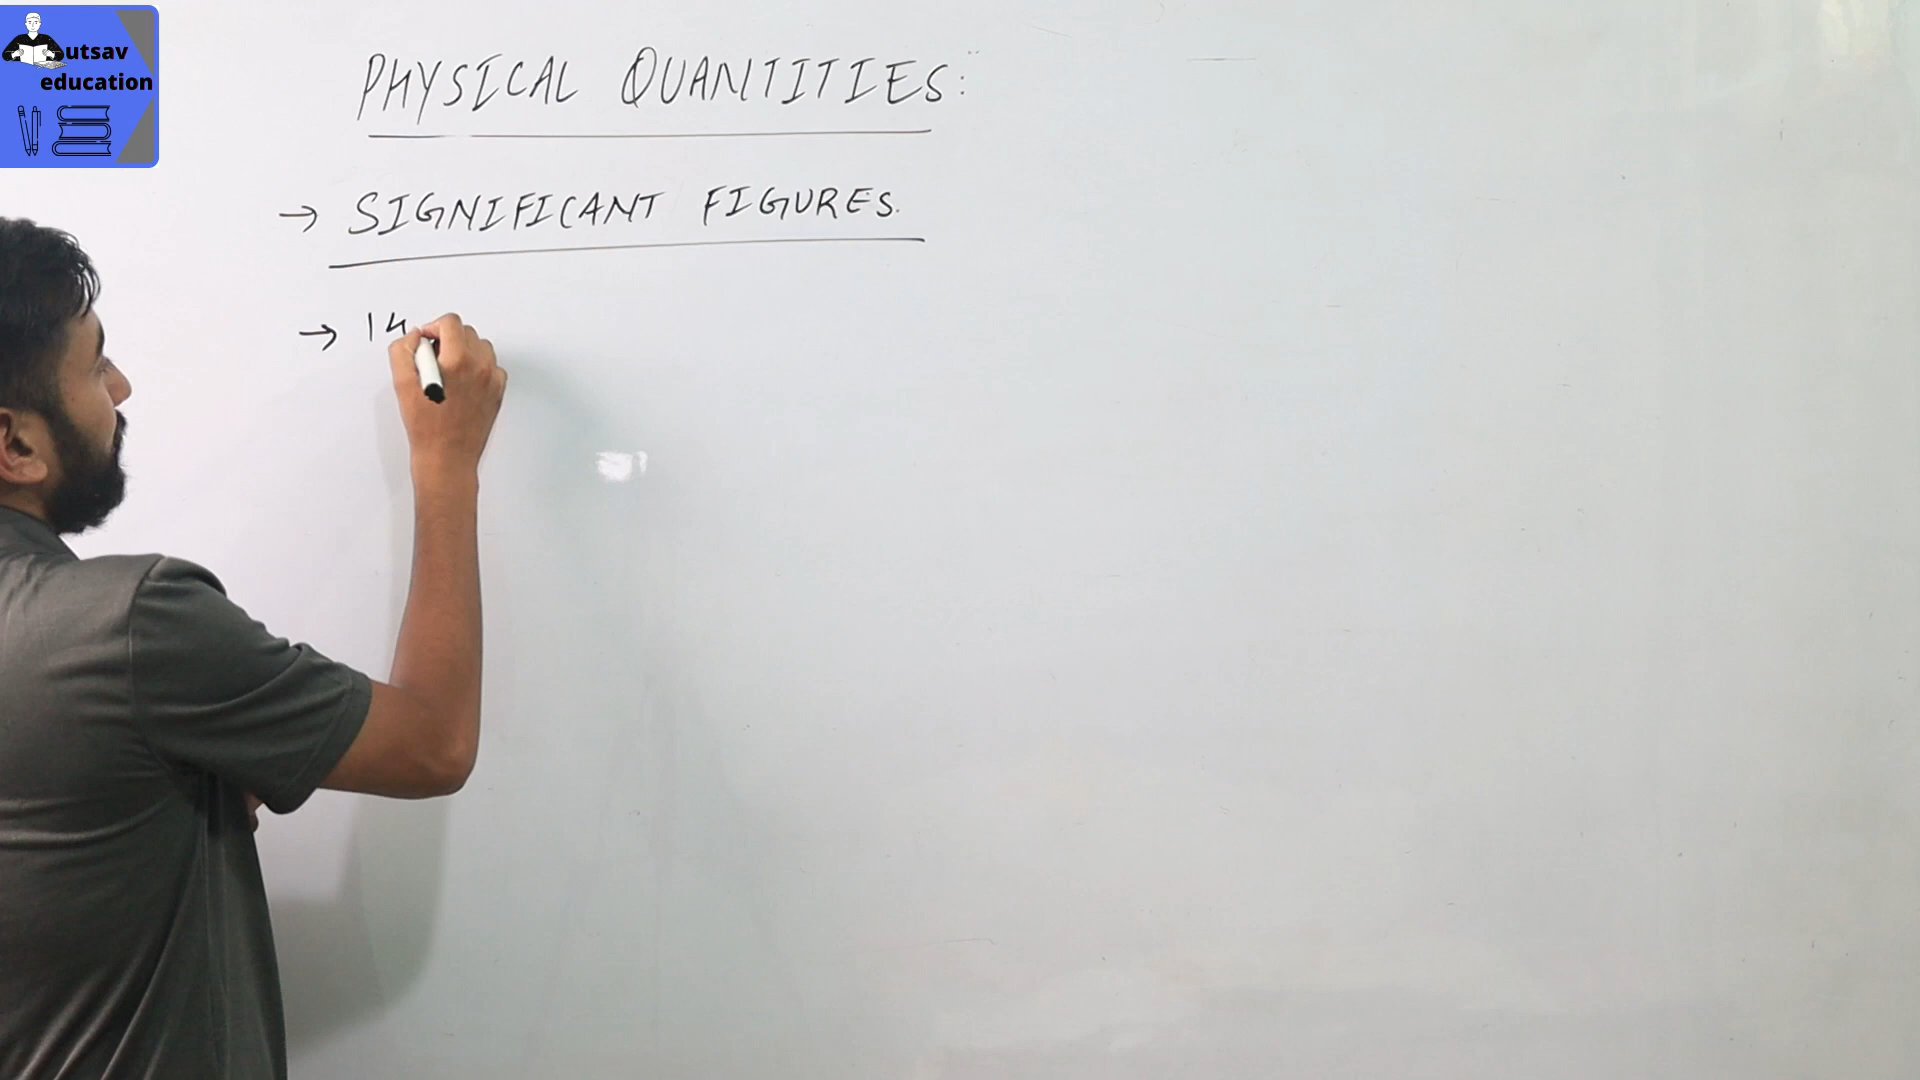 utsav
education
PHYSICAL QUANTITIES:
→ SIGNIFICANT FIGURES.
→ 14